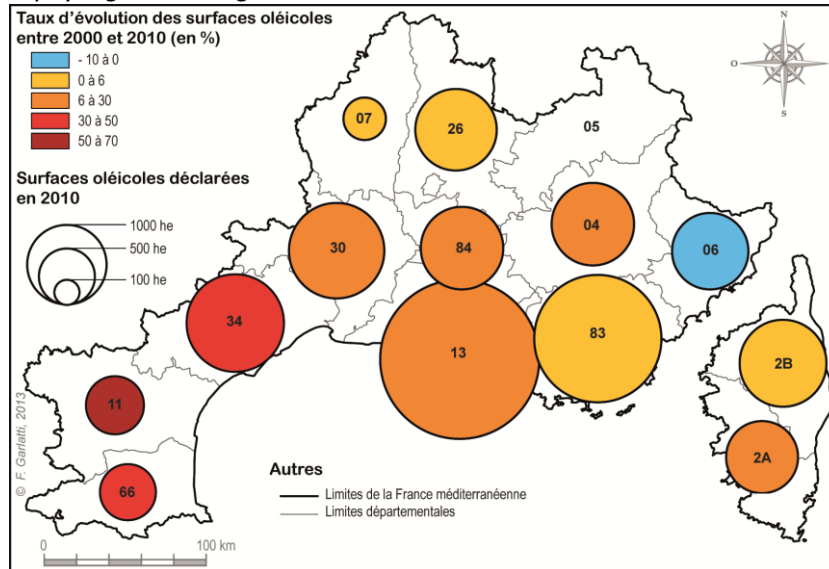 Taux d'évolution des surfaces oléicoles
entre 2000 et 2010 (en %)
- 10 à 0
0 à 6
6 à 30
30 à 50
50 à 70
Surfaces oléicoles déclarées
en 2010
1000 he
500 he
100 he
N
O
E
S
07
26
05
30
84
04
06
34
13
83
2B
11
2A
66
Autres
Limites de la France méditerranéenne
Limites départementales
0
100 km
© F. Garlatti, 2013